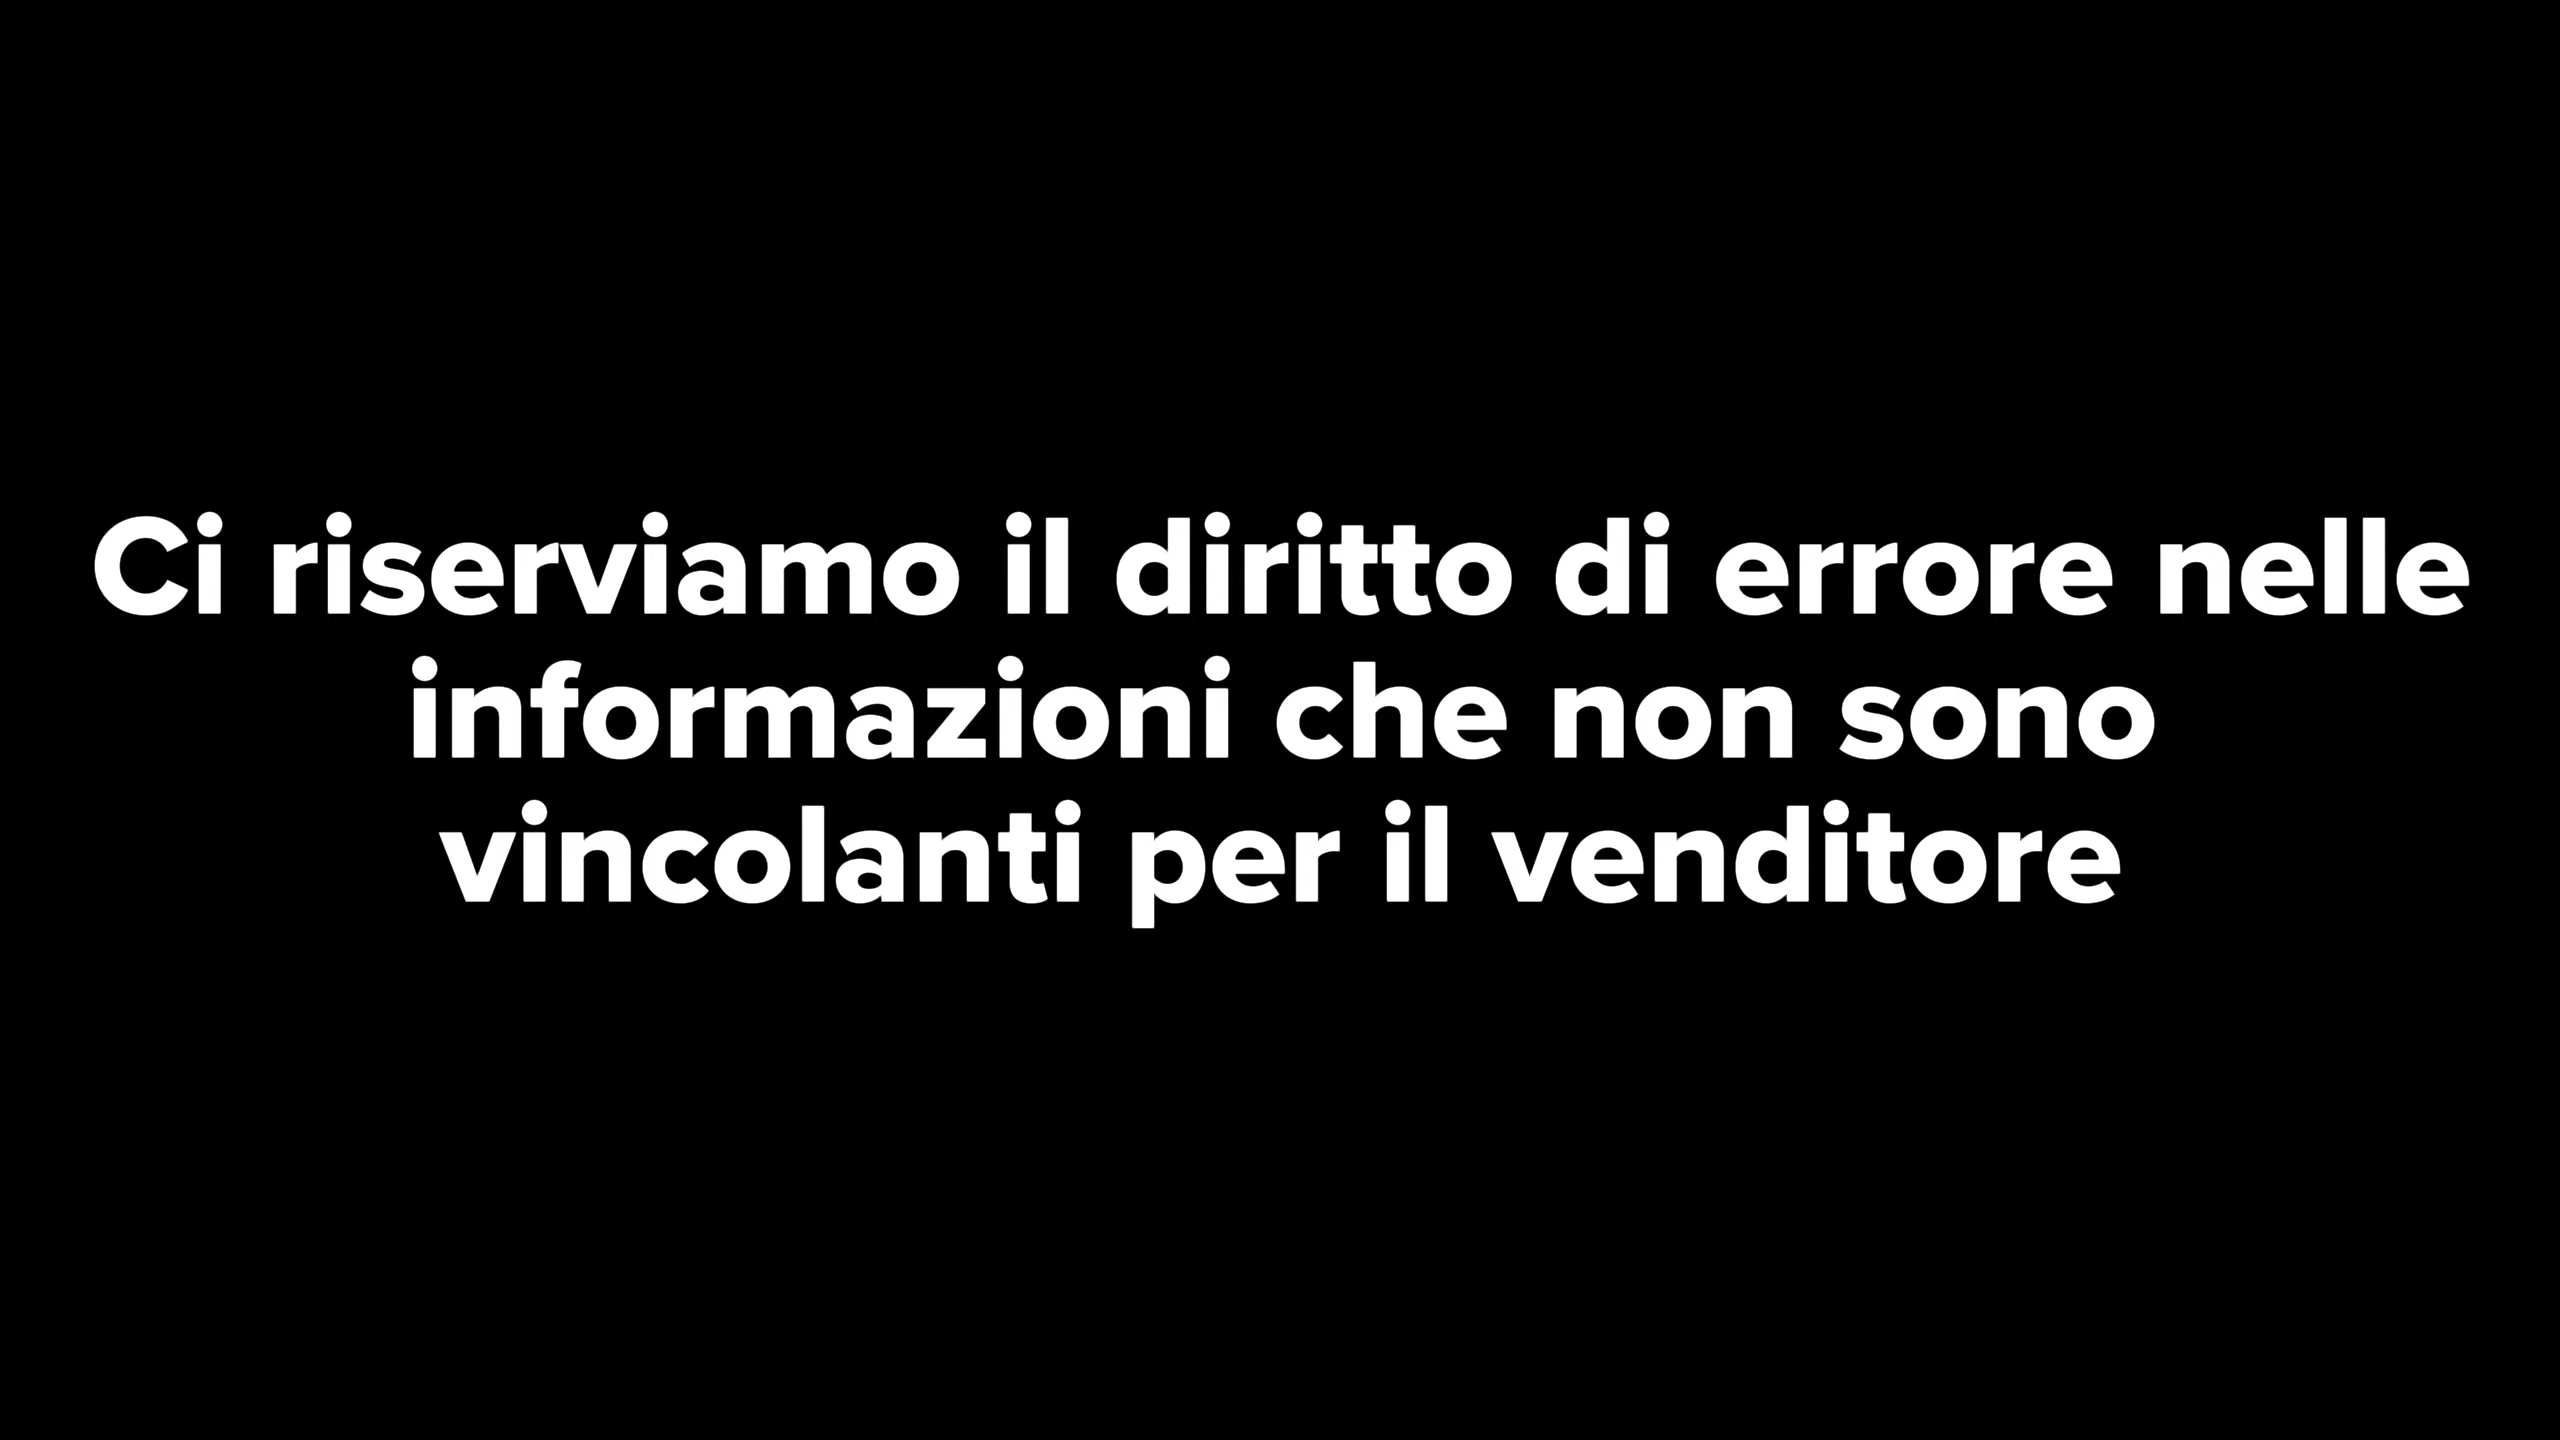 Ci riserviamo il diritto di errore nelle
informazioni che non sono
vincolanti per il venditore